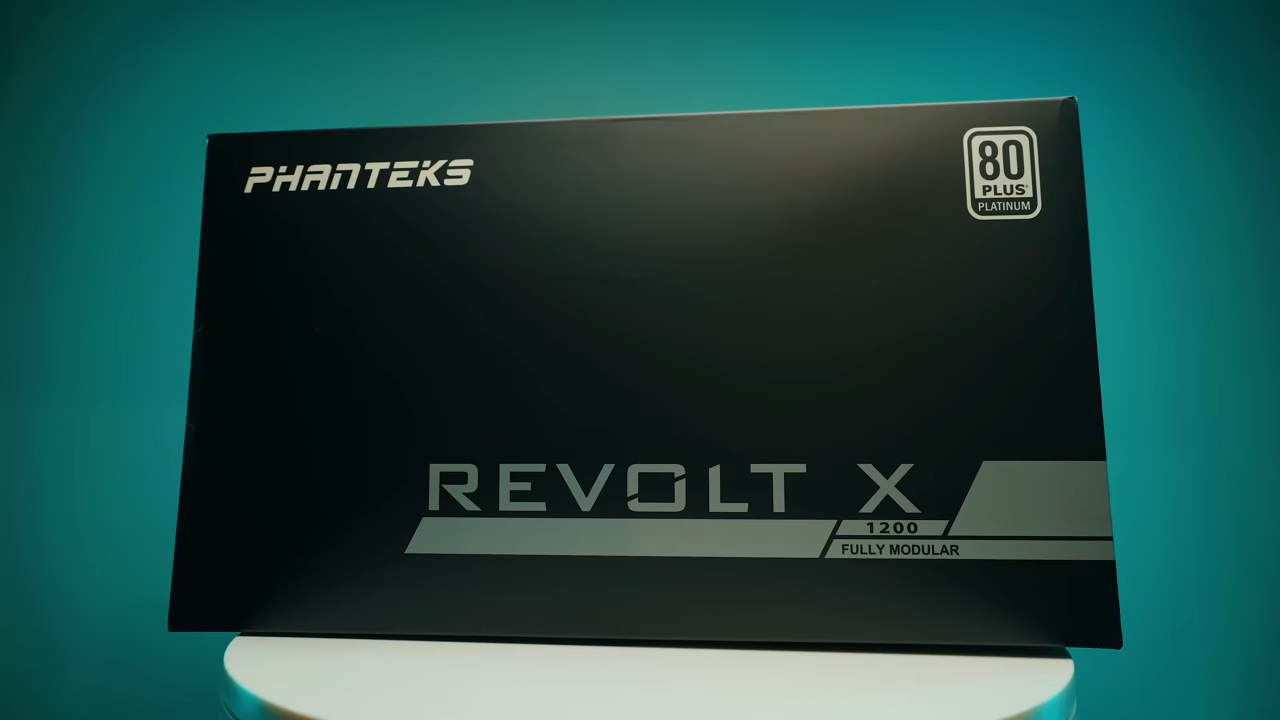 PHANTEKS
80
PLUS
PLATINUM
REVOLT X
1200
FULLY MODULAR